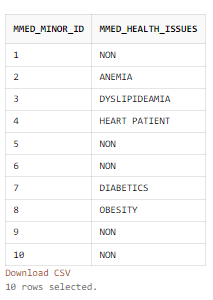 MMED_MINOR_ID MMED_HEALTH_ISSUES
1 NON
2 ANEMIA
3 DYSLIPIDEAMIA
4 HEART PATIENT
5 NON
6 NON
7 DIABETICS
8 OBESITY
9 NON
10 NON
Download CSV
10 rows selected.